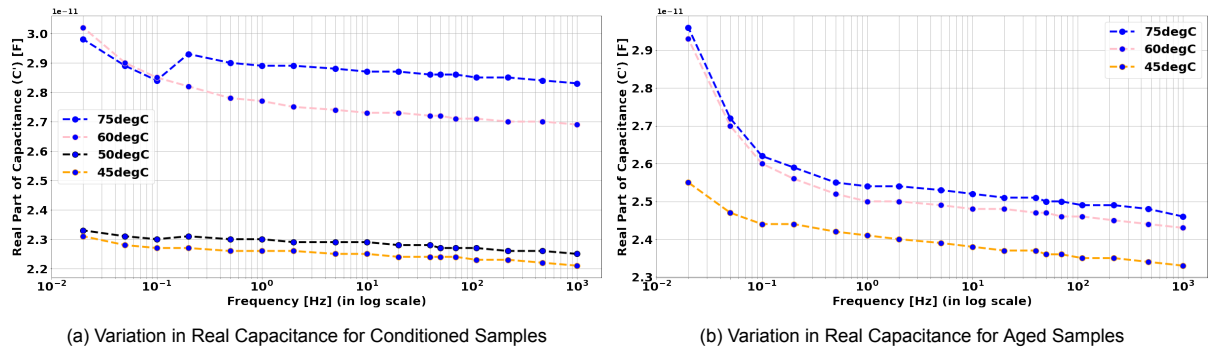 1e−11
3.0
2.9
2.8
2.7
2.6
2.5
2.4
2.3
2.2
Real Part of Capacitance (C') [F]
75degC
60degC
50degC
45degC
10−2 10−1 100 101 102 103
Frequency [Hz] (in log scale)
(a) Variation in Real Capacitance for Conditioned Samples
1e−11
2.9
2.8
2.7
2.6
2.5
2.4
2.3
Real Part of Capacitance (C') [F]
75degC
60degC
45degC
10−2 10−1 100 101 102 103
Frequency [Hz] (in log scale)
(b) Variation in Real Capacitance for Aged Samples